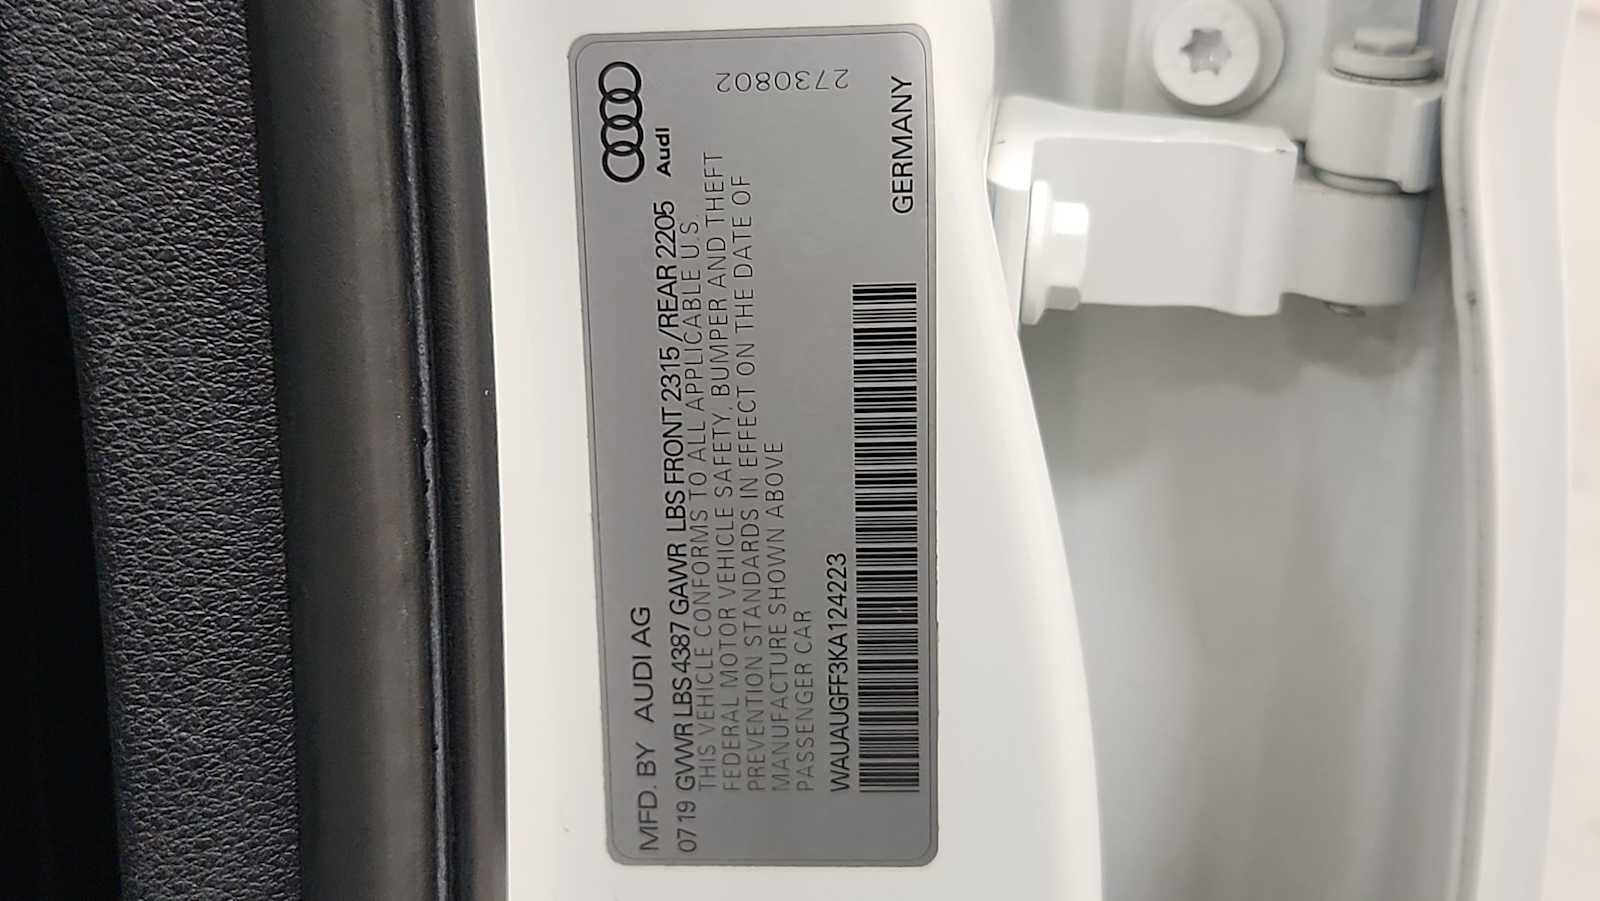 MFD. BY AUDI AG
Audi
0719 GVWR LBS 4387 GAWR LBS FRONT 2315 /REAR 2205
THIS VEHICLE CONFORMS TO ALL APPLICABLE U.S.
FEDERAL MOTOR VEHICLE SAFETY, BUMPER AND THEFT
PREVENTION STANDARDS IN EFFECT ON THE DATE OF
MANUFACTURE SHOWN ABOVE
PASSENGER CAR
2730802
WAUAUGFF3KA124223
GERMANY